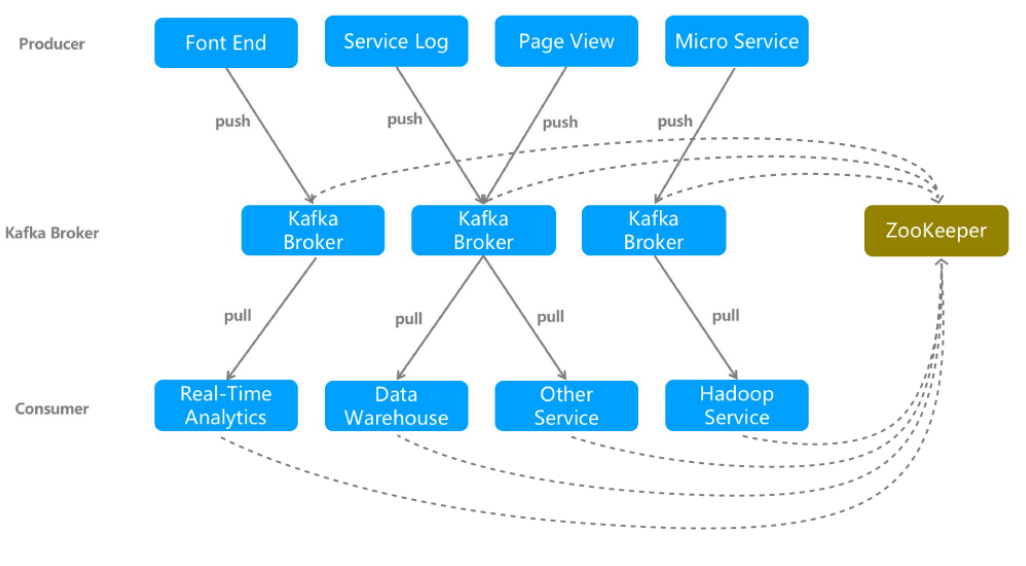 Producer
Font End
Service Log
Page View
Micro Service
push
push
push
push
Kafka Broker
Kafka
Broker
Kafka
Broker
Kafka
Broker
ZooKeeper
pull
pull
pull
pull
Consumer
Real-Time
Analytics
Data
Warehouse
Other
Service
Hadoop
Service